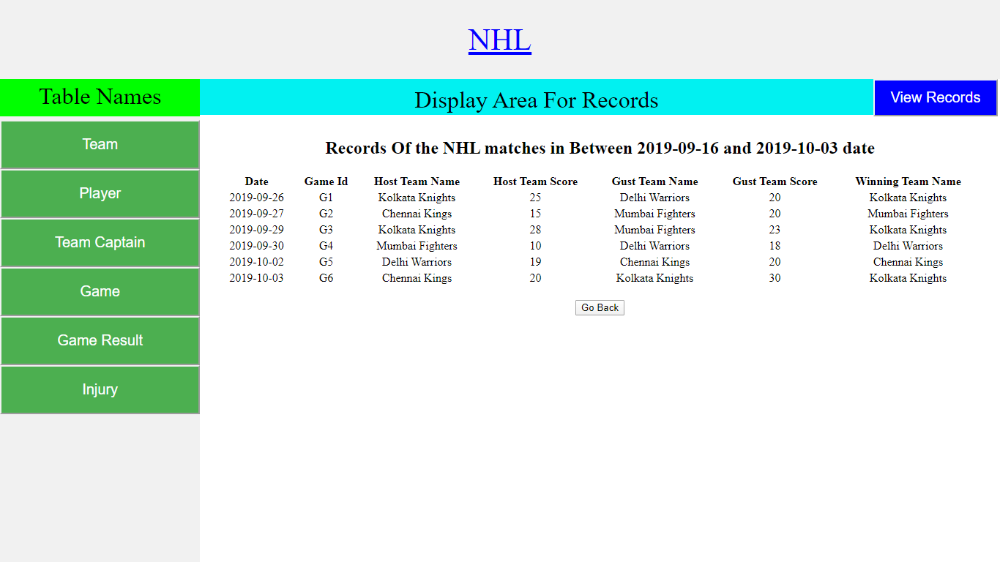 NHL
Table Names
Display Area For Records
View Records
Team
Player
Team Captain
Game
Game Result
Injury
Records Of the NHL matches in Between 2019-09-16 and 2019-10-03 date
Date Game Id Host Team Name Host Team Score Gust Team Name Gust Team Score Winning Team Name
2019-09-26 G1 Kolkata Knights 25 Delhi Warriors 20 Kolkata Knights
2019-09-27 G2 Chennai Kings 15 Mumbai Fighters 20 Mumbai Fighters
2019-09-29 G3 Kolkata Knights 28 Mumbai Fighters 23 Kolkata Knights
2019-09-30 G4 Mumbai Fighters 10 Delhi Warriors 18 Delhi Warriors
2019-10-02 G5 Delhi Warriors 19 Chennai Kings 20 Chennai Kings
2019-10-03 G6 Chennai Kings 20 Kolkata Knights 30 Kolkata Knights
Go Back